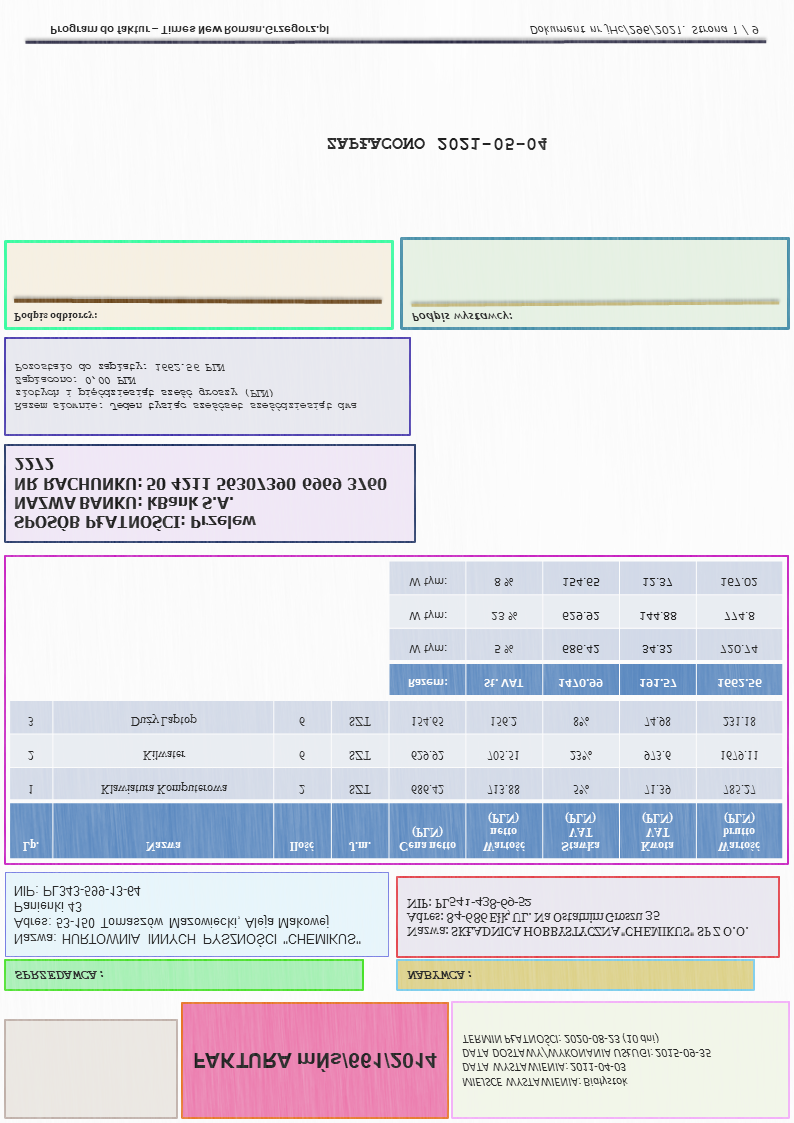 MIEJSCE WYSTAWIENIA: Białystok
DATA WYSTAWIENIA: 2011-04-03
DATA DOSTAWY/WYKONANIA USŁUGI: 2015-09-25
TERMIN PŁATNOŚCI: 2020-08-23 (10 dni)
FAKTURA mŃs/661/2014
SPRZEDAWCA:
NABYWCA:
Nazwa: HURTOWNIA INNYCH PYSZNOŚCI "CHEMIKUS"
Adres: 53-150 Tomaszów Mazowiecki, Aleja Makowej
Panienki 43
NIP: PL343-599-13-64
Nazwa: SKŁADNICA HOBBYSTYCZNA "CHEMIKUS" SP Z O.O.
Adres: 84-686 Ełk, UL. Na Ostatnim Groszu 35
NIP: PL541-438-69-52
Lp. Nazwa Ilość J.m. Cena netto (PLN) Wartość netto (PLN) Stawka VAT (PLN) Kwota VAT (PLN) Wartość brutto (PLN)
1 Klawiatura Komputerowa 2 SZT 686.42 713.88 5% 71.39 785.27
2 Kilwater 6 SZT 629.92 705.51 23% 973.6 1679.11
3 Duży Laptop 6 SZT 154.65 156.2 8% 74.98 231.18
Razem: St. VAT 1470.99 191.57 1662.56
W tym: 5 % 686.42 34.32 720.74
W tym: 23 % 629.92 144.88 774.8
W tym: 8 % 154.65 12.37 167.02
SPOSÓB PŁATNOŚCI: Przelew
NAZWA BANKU: kBank S.A.
NR RACHUNKU: 50 4211 56307390 6969 3760
2272
Razem słownie: Jeden tysiąc sześćset sześćdziesiąt dwa
złotych i pięćdziesiąt sześć groszy (PLN)
Zapłacono: 0,00 PLN
Pozostało do zapłaty: 1662.56 PLN
Podpis odbiorcy:
Podpis wystawcy:
ZAPŁACONO 2021-05-04
Program do faktur – Times New Roman.Grzegorz.pl
Dokument nr jHc/296/2021. Strona 1 / 9